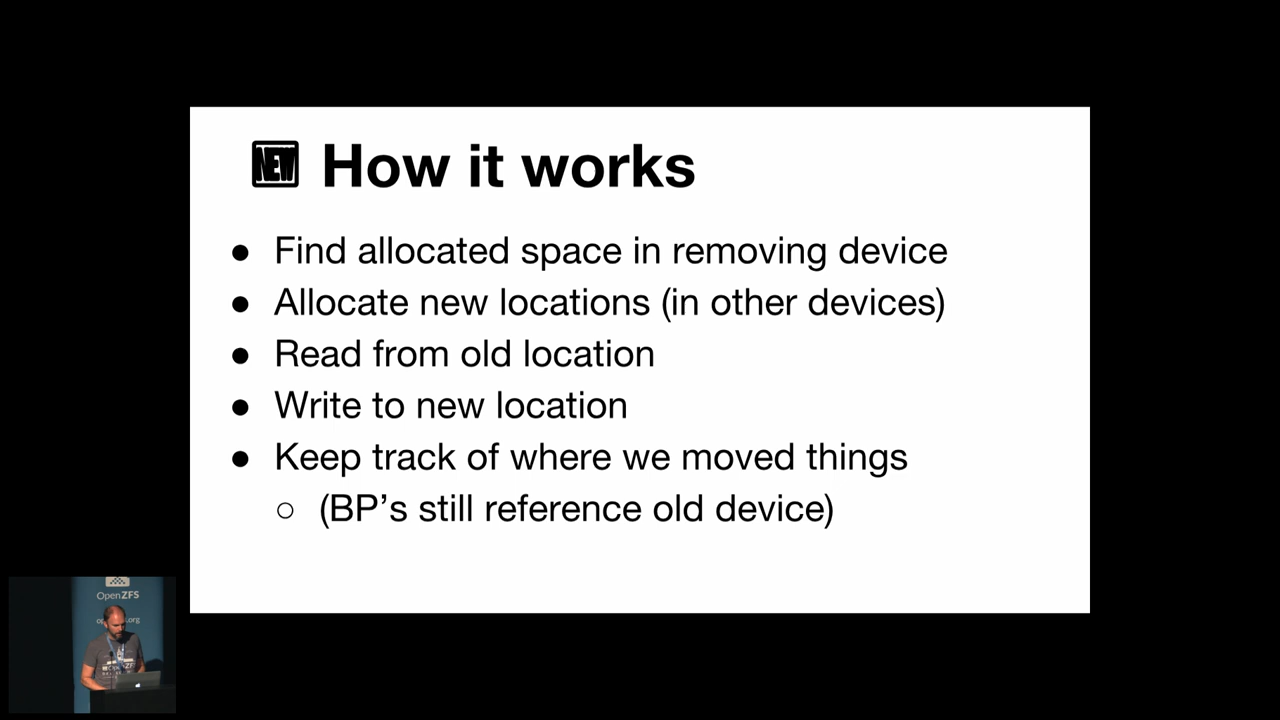 NEW How it works
● Find allocated space in removing device
● Allocate new locations (in other devices)
● Read from old location
● Write to new location
● Keep track of where we moved things
○ (BP’s still reference old device)
OpenZFS